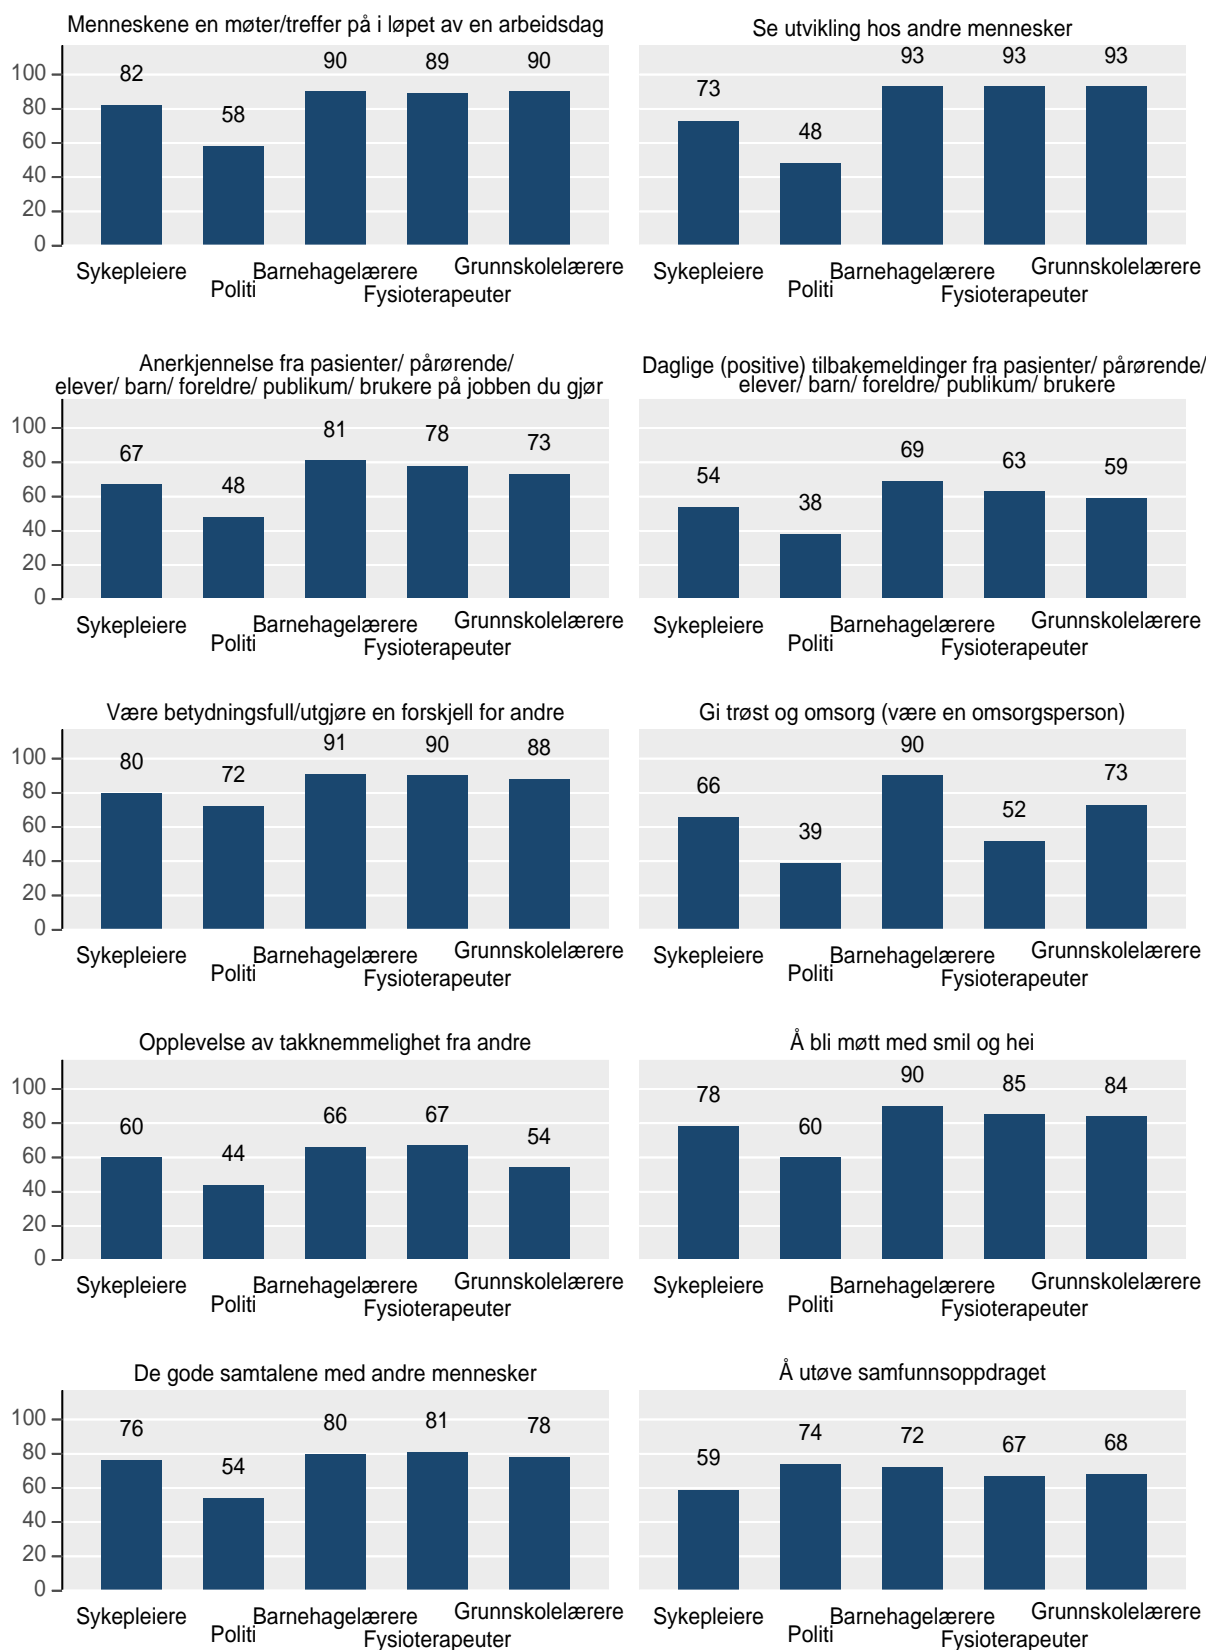 Menneskene en møter/treffer på i løpet av en arbeidsdag
82
58
90
89
90
100
80
60
40
20
0
Sykepleiere
Politi
Barnehagelærere
Fysioterapeuter
Grunnskolelærere
Se utvikling hos andre mennesker
73
48
93
93
93
Sykepleiere
Politi
Barnehagelærere
Fysioterapeuter
Grunnskolelærere
Anerkjennelse fra pasienter/ pårørende/
elever/ barn/ foreldre/ publikum/ brukere på jobben du gjør
67
48
81
78
73
100
80
60
40
20
0
Sykepleiere
Politi
Barnehagelærere
Fysioterapeuter
Grunnskolelærere
Daglige (positive) tilbakemeldinger fra pasienter/ pårørende/
elever/ barn/ foreldre/ publikum/ brukere
54
38
69
63
59
Sykepleiere
Politi
Barnehagelærere
Fysioterapeuter
Grunnskolelærere
Være betydningsfull/utgjøre en forskjell for andre
80
72
91
90
88
100
80
60
40
20
0
Sykepleiere
Politi
Barnehagelærere
Fysioterapeuter
Grunnskolelærere
Gi trøst og omsorg (være en omsorgsperson)
66
39
90
52
73
Sykepleiere
Politi
Barnehagelærere
Fysioterapeuter
Grunnskolelærere
Opplevelse av takknemmelighet fra andre
60
44
66
67
54
100
80
60
40
20
0
Sykepleiere
Politi
Barnehagelærere
Fysioterapeuter
Grunnskolelærere
Å bli møtt med smil og hei
78
60
90
85
84
Sykepleiere
Politi
Barnehagelærere
Fysioterapeuter
Grunnskolelærere
De gode samtalene med andre mennesker
76
54
80
81
78
100
80
60
40
20
0
Sykepleiere
Politi
Barnehagelærere
Fysioterapeuter
Grunnskolelærere
Å utøve samfunnsoppdraget
59
74
72
67
68
Sykepleiere
Politi
Barnehagelærere
Fysioterapeuter
Grunnskolelærere